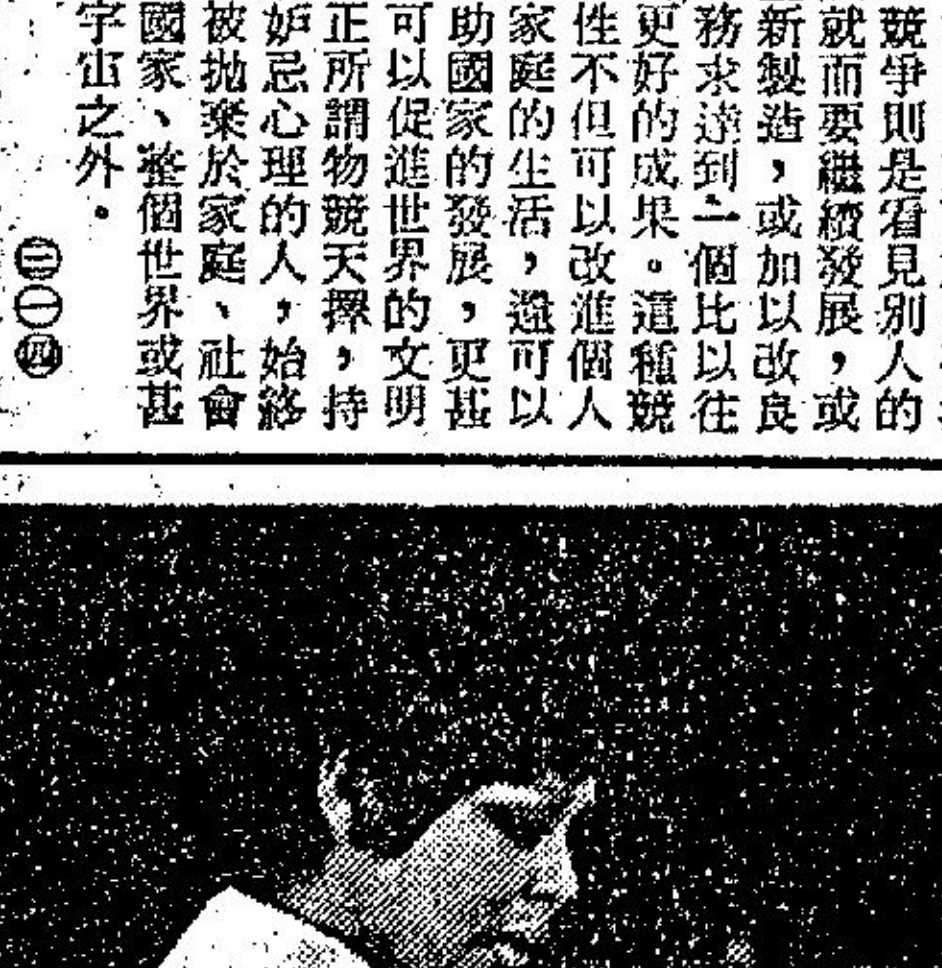 競爭則是看見別人的
就而要繼續發展，或
新製造，或加以改良
務求達到一個比以往
更好的成果。這種競
性不但可以改進個人
家庭的生活，還可以
助國家的發展，更甚
可以促進世界的文明
正所謂物競天擇，持
妒忌心理的人，始終
被拋棄於家庭、社會
國家、整個世界或甚
宇宙之外。
㊂㊀㊃